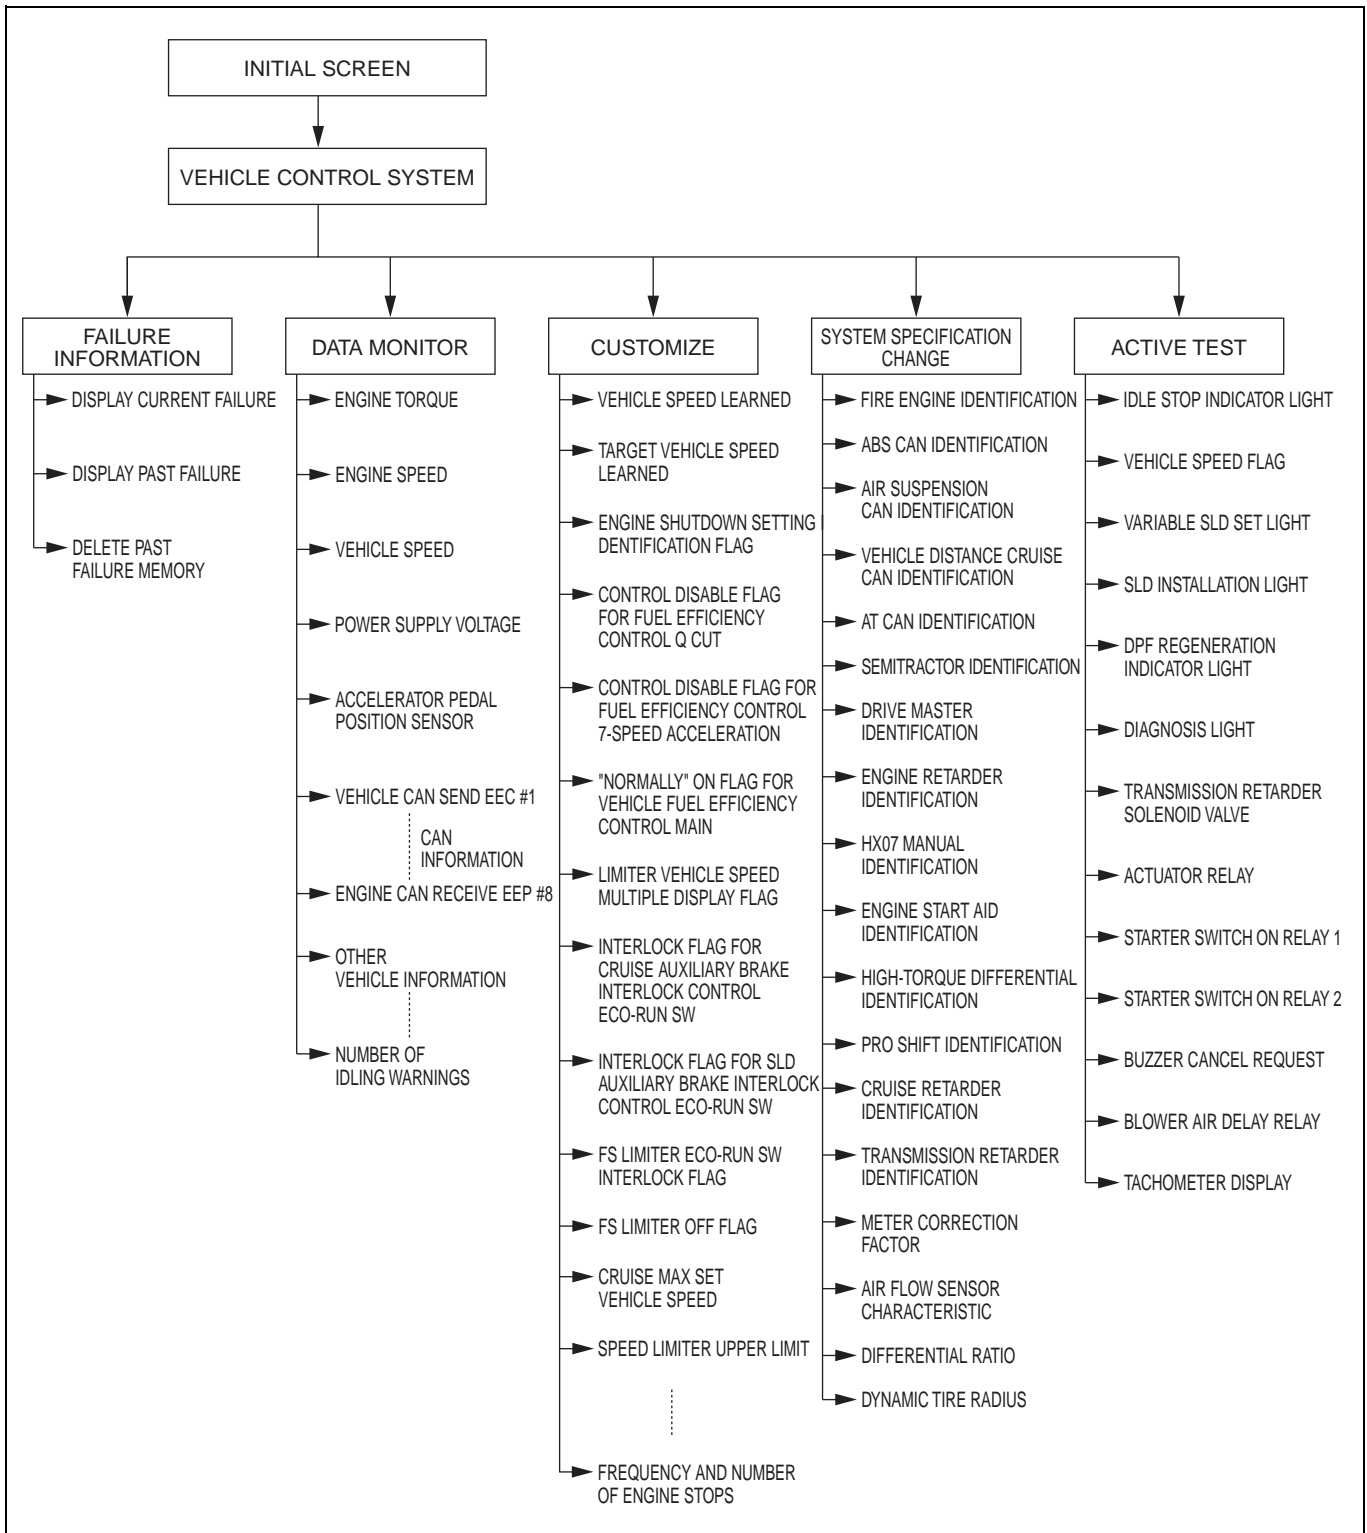 INITIAL SCREEN
VEHICLE CONTROL SYSTEM
FAILURE
INFORMATION
DISPLAY CURRENT FAILURE
DISPLAY PAST FAILURE
DELETE PAST
FAILURE MEMORY
DATA MONITOR
ENGINE TORQUE
ENGINE SPEED
VEHICLE SPEED
POWER SUPPLY VOLTAGE
ACCELERATOR PEDAL
POSITION SENSOR
VEHICLE CAN SEND EEC #1
CAN
INFORMATION
ENGINE CAN RECEIVE EEP #8
OTHER
VEHICLE INFORMATION
NUMBER OF
IDLING WARNINGS
CUSTOMIZE
VEHICLE SPEED LEARNED
TARGET VEHICLE SPEED
LEARNED
ENGINE SHUTDOWN SETTING I
DENTIFICATION FLAG
CONTROL DISABLE FLAG
FOR FUEL EFFICIENCY
CONTROL Q CUT
CONTROL DISABLE FLAG FOR
FUEL EFFICIENCY CONTROL
7-SPEED ACCELERATION
"NORMALLY" ON FLAG FOR
VEHICLE FUEL EFFICIENCY
CONTROL MAIN
LIMITER VEHICLE SPEED
MULTIPLE DISPLAY FLAG
INTERLOCK FLAG FOR
CRUISE AUXILIARY BRAKE
INTERLOCK CONTROL
ECO-RUN SW
INTERLOCK FLAG FOR SLD
AUXILIARY BRAKE INTERLOCK
CONTROL ECO-RUN SW
FS LIMITER ECO-RUN SW
INTERLOCK FLAG
FS LIMITER OFF FLAG
CRUISE MAX SET
VEHICLE SPEED
SPEED LIMITER UPPER LIMIT
FREQUENCY AND NUMBER
OF ENGINE STOPS
SYSTEM SPECIFICATION
CHANGE
FIRE ENGINE IDENTIFICATION
ABS CAN IDENTIFICATION
AIR SUSPENSION
CAN IDENTIFICATION
VEHICLE DISTANCE CRUISE
CAN IDENTIFICATION
AT CAN IDENTIFICATION
SEMITRACTOR IDENTIFICATION
DRIVE MASTER
IDENTIFICATION
ENGINE RETARDER
IDENTIFICATION
HX07 MANUAL
IDENTIFICATION
ENGINE START AID
IDENTIFICATION
HIGH-TORQUE DIFFERENTIAL
IDENTIFICATION
PRO SHIFT IDENTIFICATION
CRUISE RETARDER
IDENTIFICATION
TRANSMISSION RETARDER
IDENTIFICATION
METER CORRECTION
FACTOR
AIR FLOW SENSOR
CHARACTERISTIC
DIFFERENTIAL RATIO
DYNAMIC TIRE RADIUS
ACTIVE TEST
IDLE STOP INDICATOR LIGHT
VEHICLE SPEED FLAG
VARIABLE SLD SET LIGHT
SLD INSTALLATION LIGHT
DPF REGENERATION
INDICATOR LIGHT
DIAGNOSIS LIGHT
TRANSMISSION RETARDER
SOLENOID VALVE
ACTUATOR RELAY
STARTER SWITCH ON RELAY 1
STARTER SWITCH ON RELAY 2
BUZZER CANCEL REQUEST
BLOWER AIR DELAY RELAY
TACHOMETER DISPLAY